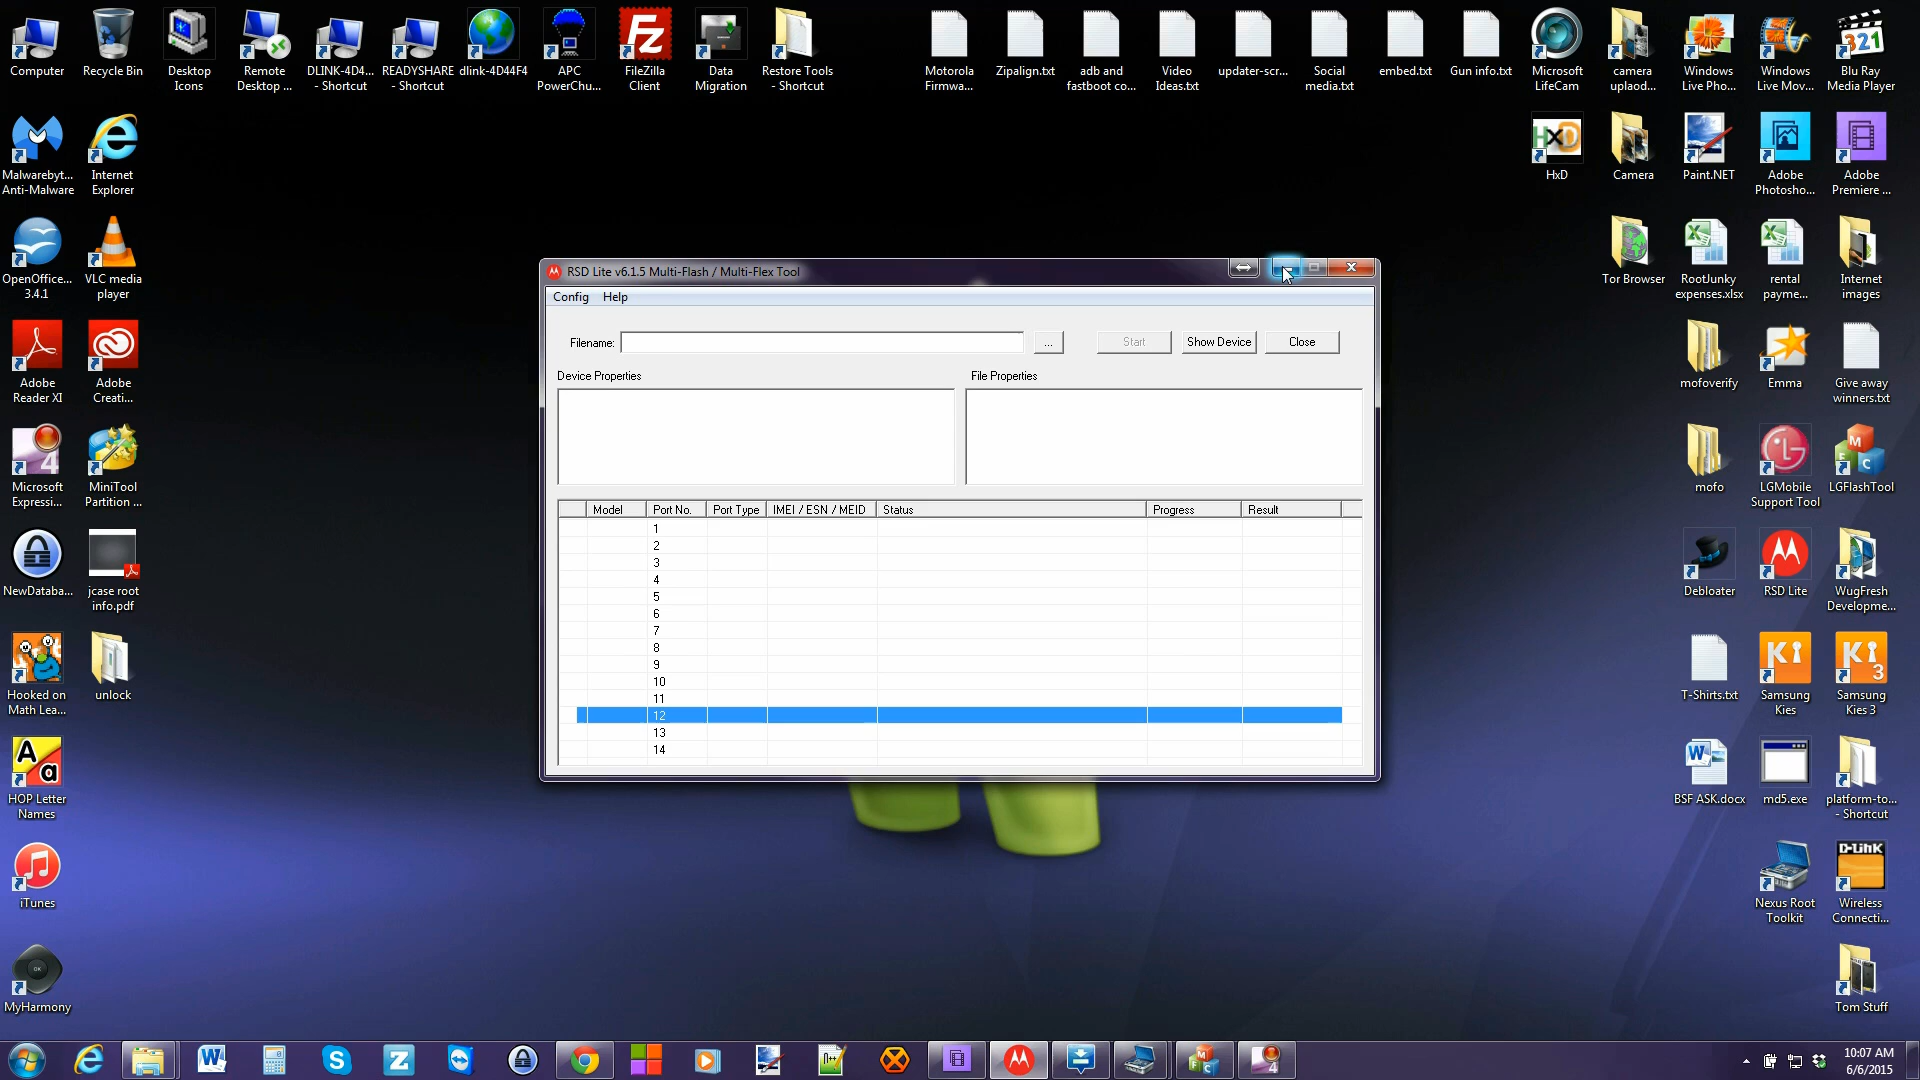 Computer
Recycle Bin
Desktop
Icons
Remote
Desktop ...
DLINK-4D4...
- Shortcut
READYSHARE
- Shortcut
dlink-4D44F4
APC
PowerChu...
FileZilla
Client
Data
Migration
Restore Tools
- Shortcut
Motorola
Firmwa...
Zipalign.txt
adb and
fastboot co...
Video
Ideas.txt
updater-scr...
Social
media.txt
embed.txt
Gun info.txt
Microsoft
LifeCam
camera
uplaod...
Windows
Live Pho...
Windows
Live Mov...
321
Blu Ray
Media Player
Malwarebyt...
Anti-Malware
Internet
Explorer
HxD
HxD
Camera
Paint.NET
Adobe
Photosho...
Adobe
Premiere ...
OpenOffice...
3.4.1
VLC media
player
Tor Browser
RootJunky
expenses.xlsx
rental
payme...
Internet
images
RSD Lite v6.1.5 Multi-Flash / Multi-Flex Tool
Config Help
Filename:
...
Start
Show Device
Close
Device Properties
File Properties
Model Port No. Port Type IMEI / ESN / MEID Status Progress Result
1
2
3
4
5
6
7
8
9
10
11
12
13
14
Adobe
Reader XI
Adobe
Creati...
mofoverify
Emma
Give away
winners.txt
4
Microsoft
Expressi...
MiniTool
Partition ...
mofo
LGMobile
Support Tool
M
F
C
LGFlashTool
NewDataba...
jcase root
info.pdf
Debloater
RSD Lite
WugFresh
Developme...
Hooked on
Math Lea...
unlock
T-Shirts.txt
Samsung
Kies
3
Samsung
Kies 3
A a
HOP Letter
Names
BSF ASK.docx
md5.exe
platform-to...
- Shortcut
iTunes
Nexus Root
Toolkit
D-Link
Wireless
Connecti...
OK
MyHarmony
Tom Stuff
10:07 AM
6/6/2015